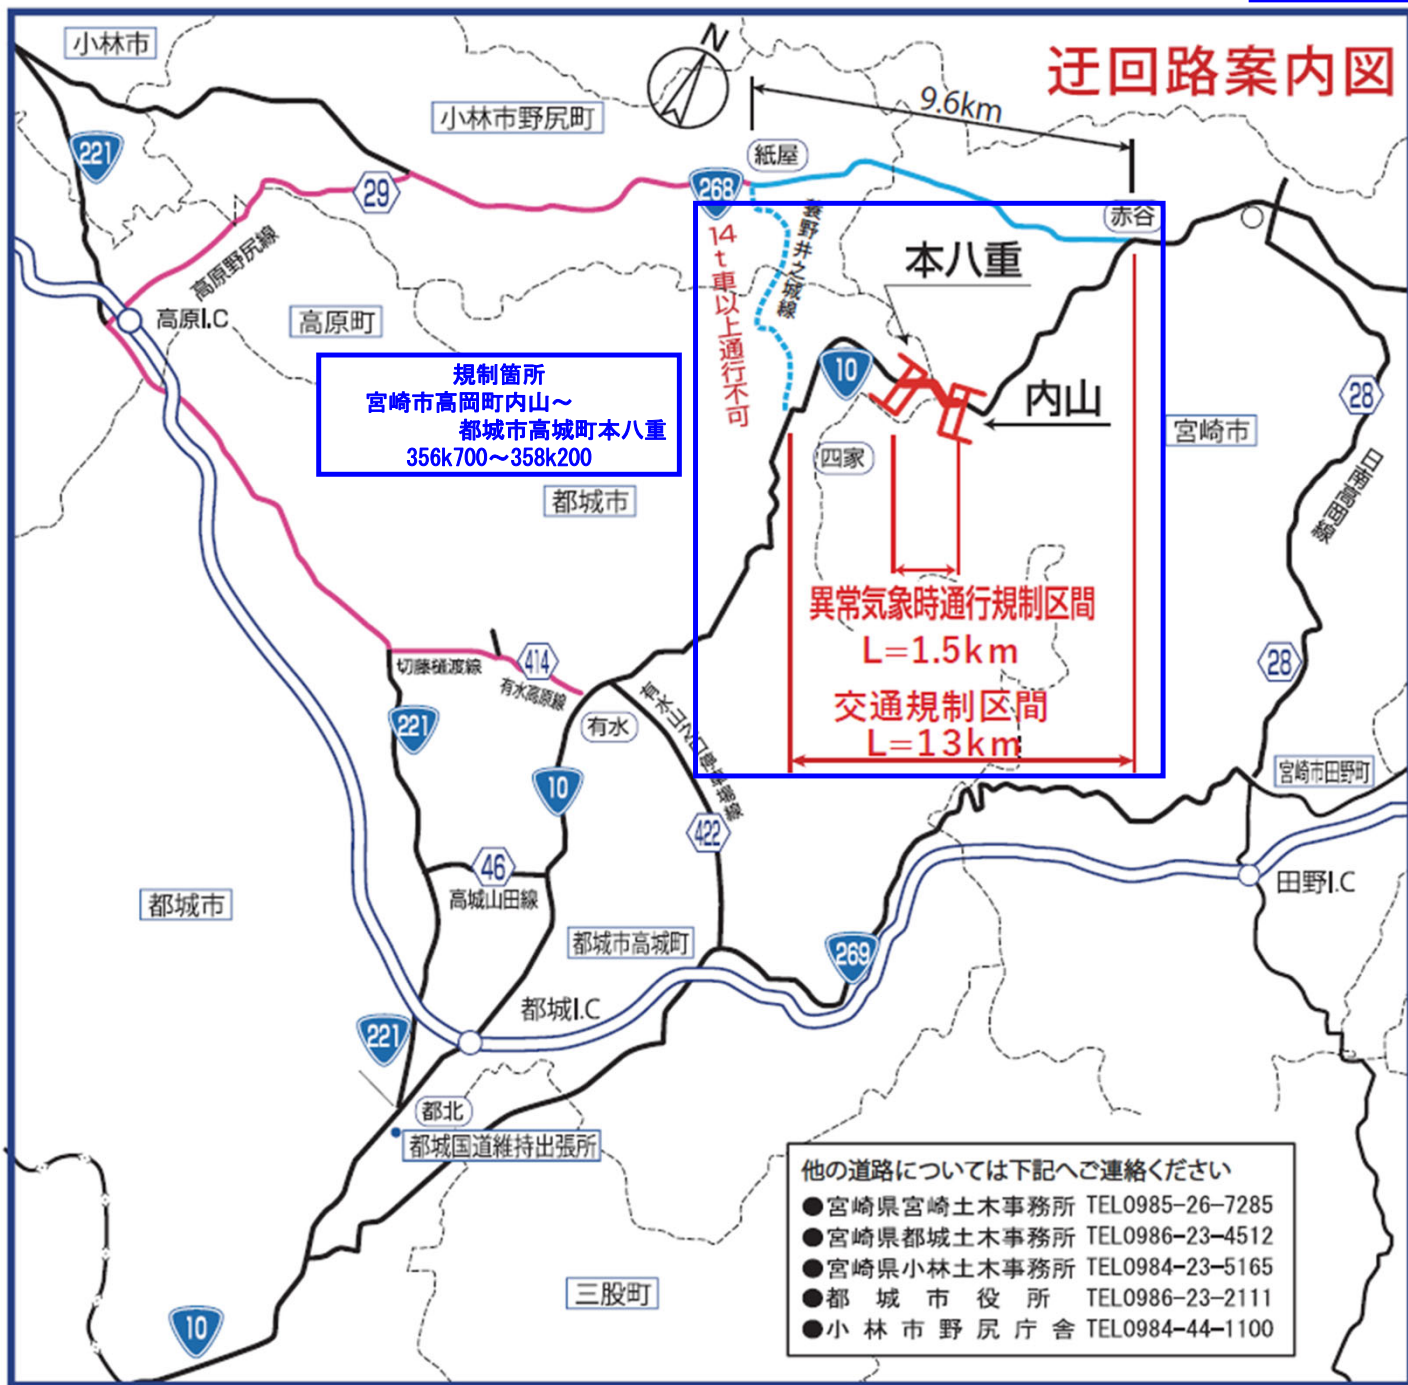 迂回路案内図
小林市
N
9.6km
小林市野尻町
221
紙屋
29
268
赤谷
高原野尻線
14t車以上通行不可
蓑野井之城線
本八重
高原I.C
高原町
規制箇所
宮崎市高岡町内山～
都城市高城町本八重
356k700～358k200
10
内山
28
宮崎市
四家
日南高岡線
都城市
異常気象時通行規制区間
L=1.5km
切藤樋渡線
414
有水高原線
28
交通規制区間
L=13km
221
有水
10
宮崎市田野町
422
46
高城山田線
田野I.C
都城市
都城市高城町
269
都城I.C
221
都北
都城国道維持出張所
他の道路については下記へご連絡ください
●宮崎県宮崎土木事務所 TEL0985-26-7285
●宮崎県都城土木事務所 TEL0986-23-4512
●宮崎県小林土木事務所 TEL0984-23-5165
●都城市役所 TEL0986-23-2111
●小林市野尻庁舎 TEL0984-44-1100
三股町
10